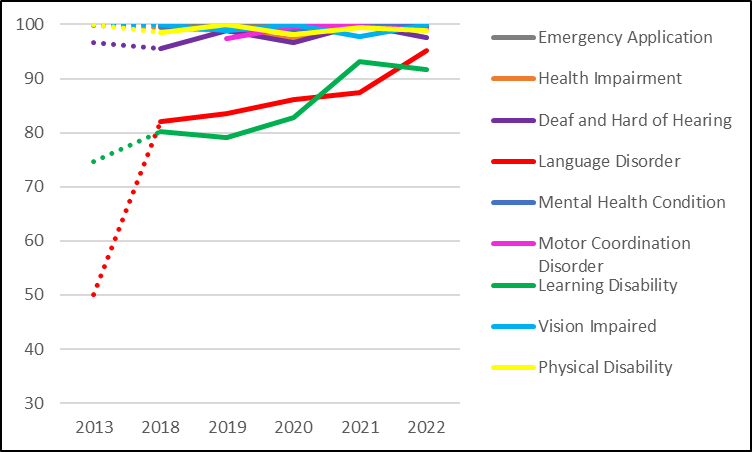 100
90
80
70
60
50
40
30
2013 2018 2019 2020 2021 2022
Emergency Application
Health Impairment
Deaf and Hard of Hearing
Language Disorder
Mental Health Condition
Motor Coordination
Disorder
Learning Disability
Vision Impaired
Physical Disability